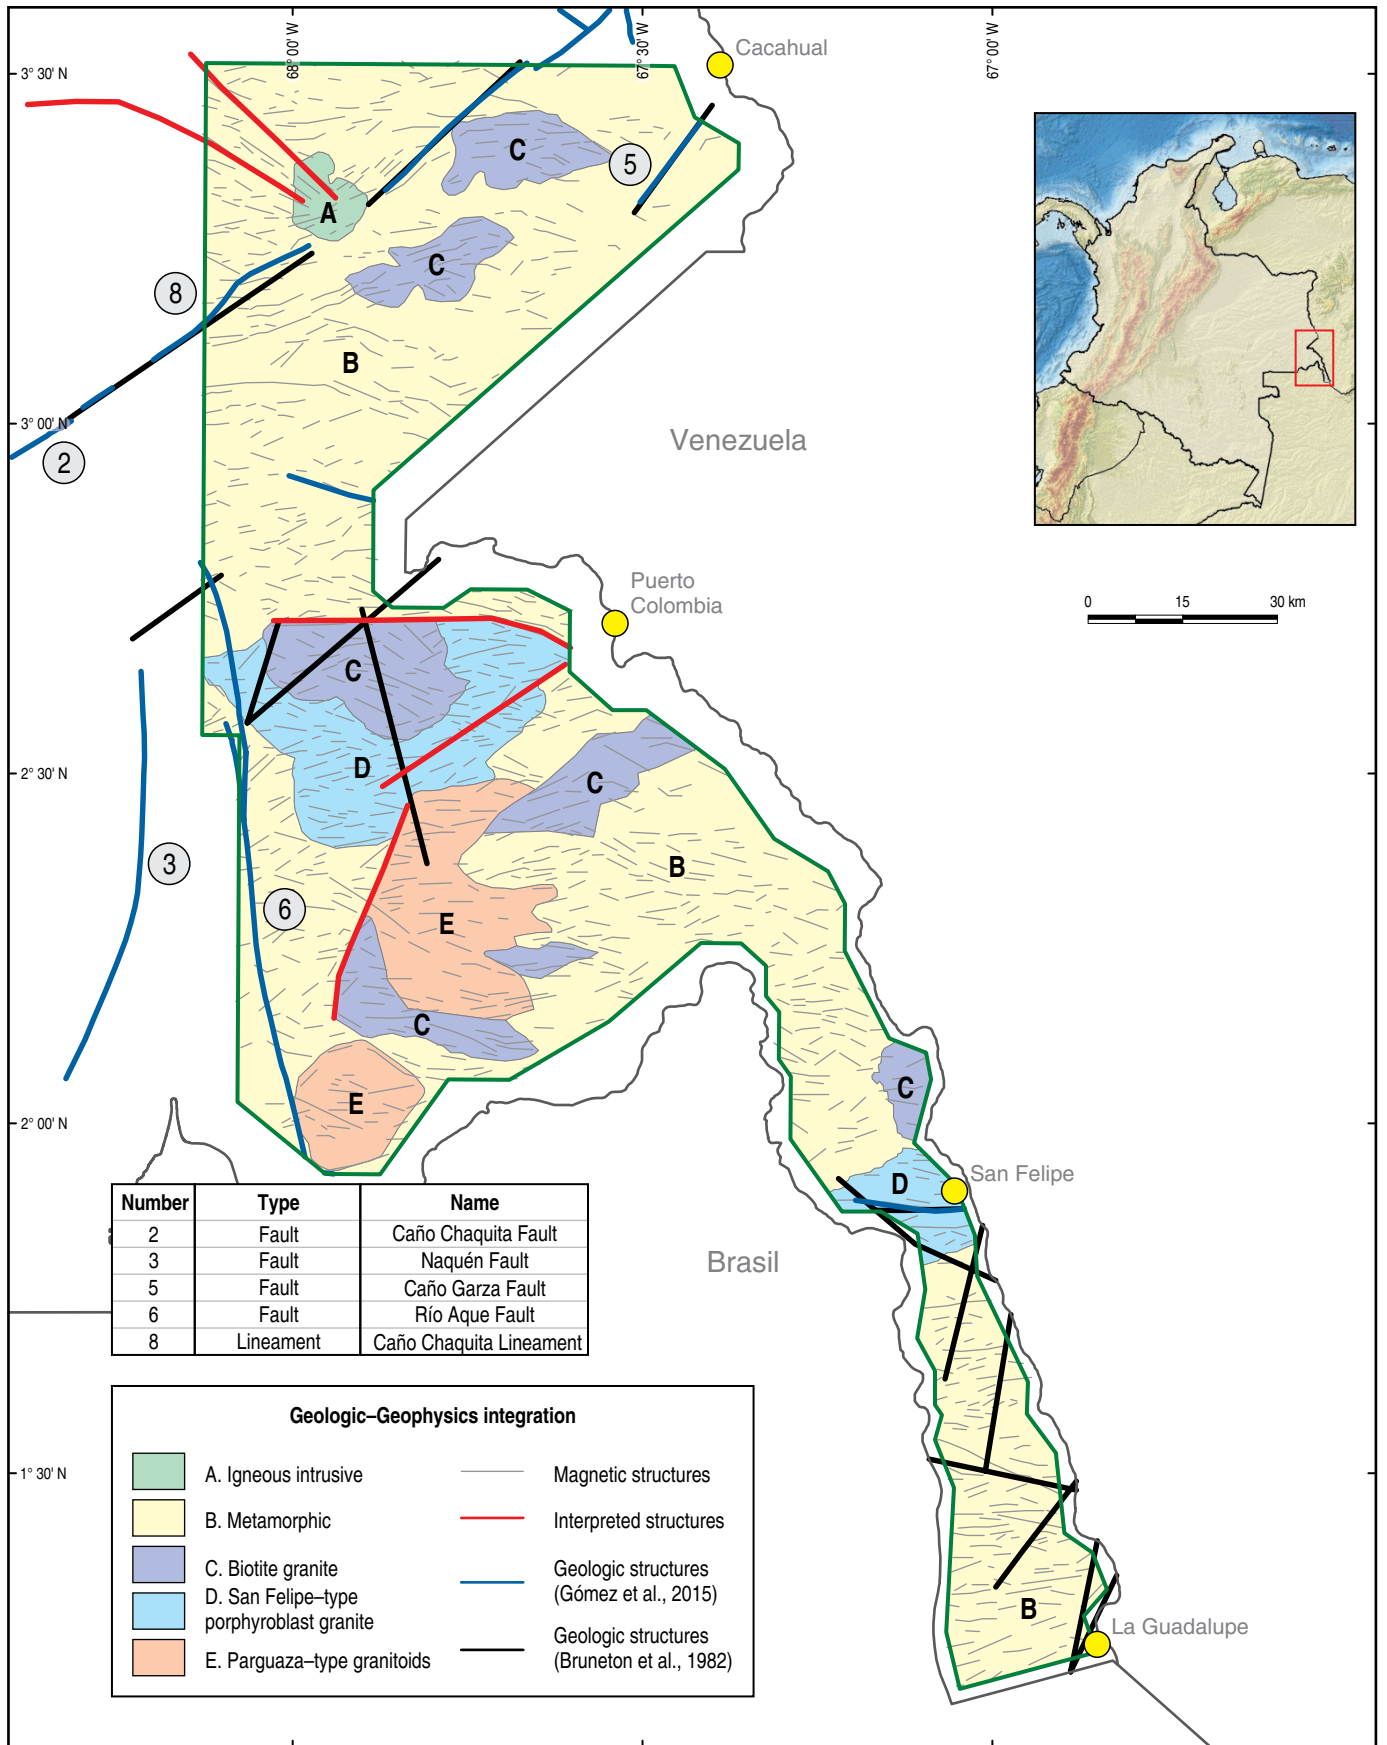 68° 00' W
67° 30' W
67° 00' W
Cacahual
3° 30' N
C
5
A
C
8
B
3° 00' N
2
Venezuela
Puerto
Colombia
0 15 30 km
C
D
2° 30' N
C
3
B
6
E
C
C
E
2° 00' N
D
San Felipe
Brasil
Number Type Name
2 Fault Caño Chaquita Fault
3 Fault Naquén Fault
5 Fault Caño Garza Fault
6 Fault Río Aque Fault
8 Lineament Caño Chaquita Lineament
Geologic–Geophysics integration
A. Igneous intrusive
B. Metamorphic
C. Biotite granite
D. San Felipe–type
porphyroblast granite
E. Parguaza–type granitoids
Magnetic structures
Interpreted structures
Geologic structures
(Gómez et al., 2015)
Geologic structures
(Bruneton et al., 1982)
1° 30' N
B
La Guadalupe